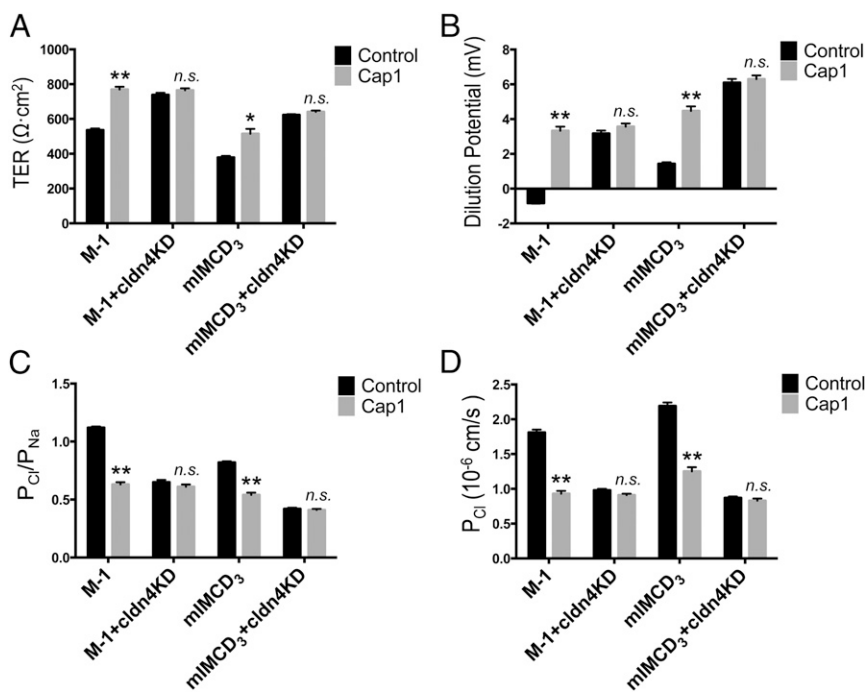 A
TER (Ω·cm²)
1000
800
600
400
200
0
**
n.s.
*
n.s.
Control
Cap1
M-1
M-1+cldn4KD
mIMCD₃
mIMCD₃+cldn4KD
B
Dilution Potential (mV)
8
6
4
2
0
-2
**
n.s.
**
n.s.
Control
Cap1
M-1
M-1+cldn4KD
mIMCD₃
mIMCD₃+cldn4KD
C
P_Cl/P_Na
1.5
1.0
0.5
0.0
**
n.s.
**
n.s.
Control
Cap1
M-1
M-1+cldn4KD
mIMCD₃
mIMCD₃+cldn4KD
D
P_Cl (10⁻⁶ cm/s)
2.5
2.0
1.5
1.0
0.5
0.0
**
n.s.
**
n.s.
Control
Cap1
M-1
M-1+cldn4KD
mIMCD₃
mIMCD₃+cldn4KD